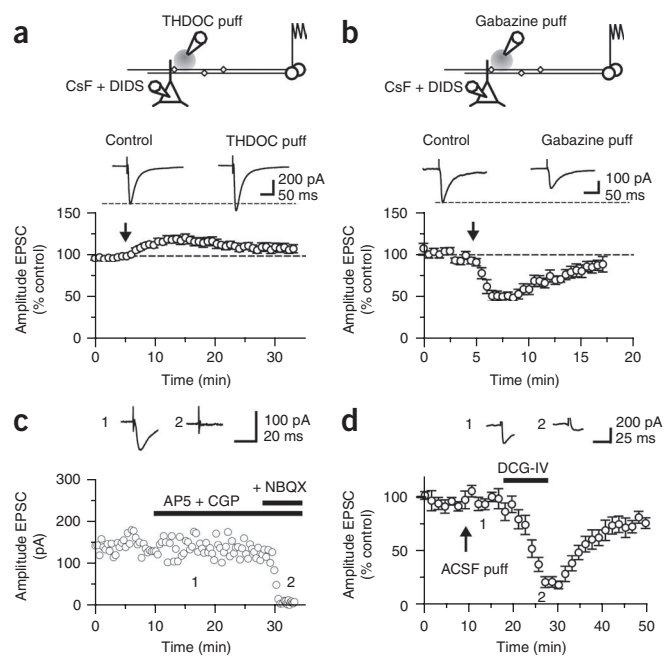 a
THDOC puff
CsF + DIDS
Control
THDOC puff
200 pA
50 ms
Amplitude EPSC
(% control)
150
100
50
0
0 10 20 30
Time (min)
b
Gabazine puff
CsF + DIDS
Control
Gabazine puff
100 pA
50 ms
Amplitude EPSC
(% control)
150
100
50
0
0 5 10 15 20
Time (min)
c
1
2
100 pA
20 ms
+ NBQX
AP5 + CGP
Amplitude EPSC
(pA)
300
200
100
0
1
2
0 10 20 30
Time (min)
d
1
2
200 pA
25 ms
DCG-IV
Amplitude EPSC
(% control)
100
50
0
1
ACSF puff
2
0 10 20 30 40 50
Time (min)